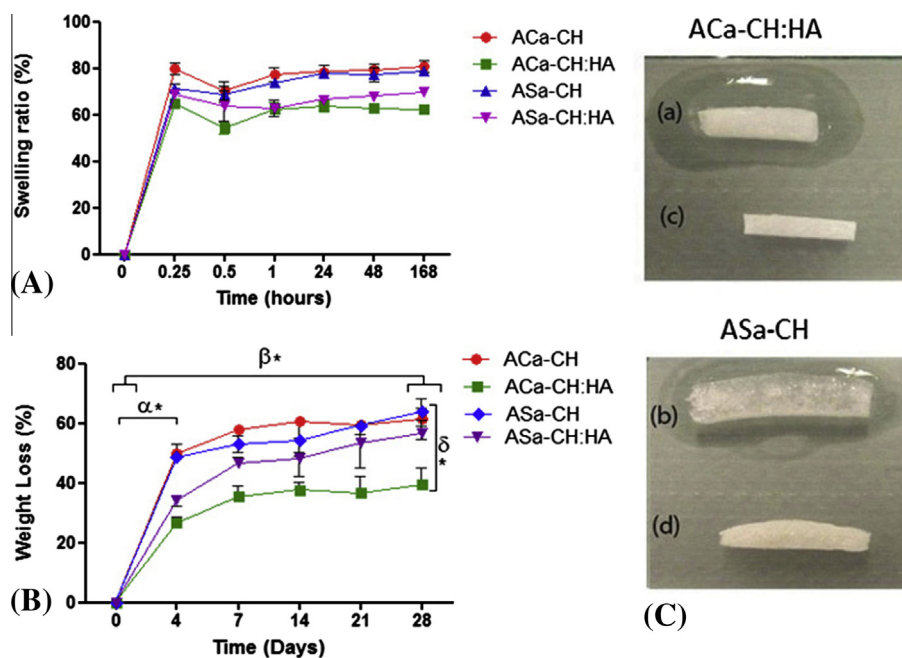 100
80
60
40
20
0
Swelling ratio (%)
0 0.25 0.5 1 24 48 168
Time (hours)
ACa-CH
ACa-CH:HA
ASa-CH
ASa-CH:HA
(A)
80
60
40
20
0
Weight Loss (%)
β*
α*
δ*
0 4 7 14 21 28
Time (Days)
ACa-CH
ACa-CH:HA
ASa-CH
ASa-CH:HA
(B)
ACa-CH:HA
(a)
(c)
ASa-CH
(b)
(d)
(C)